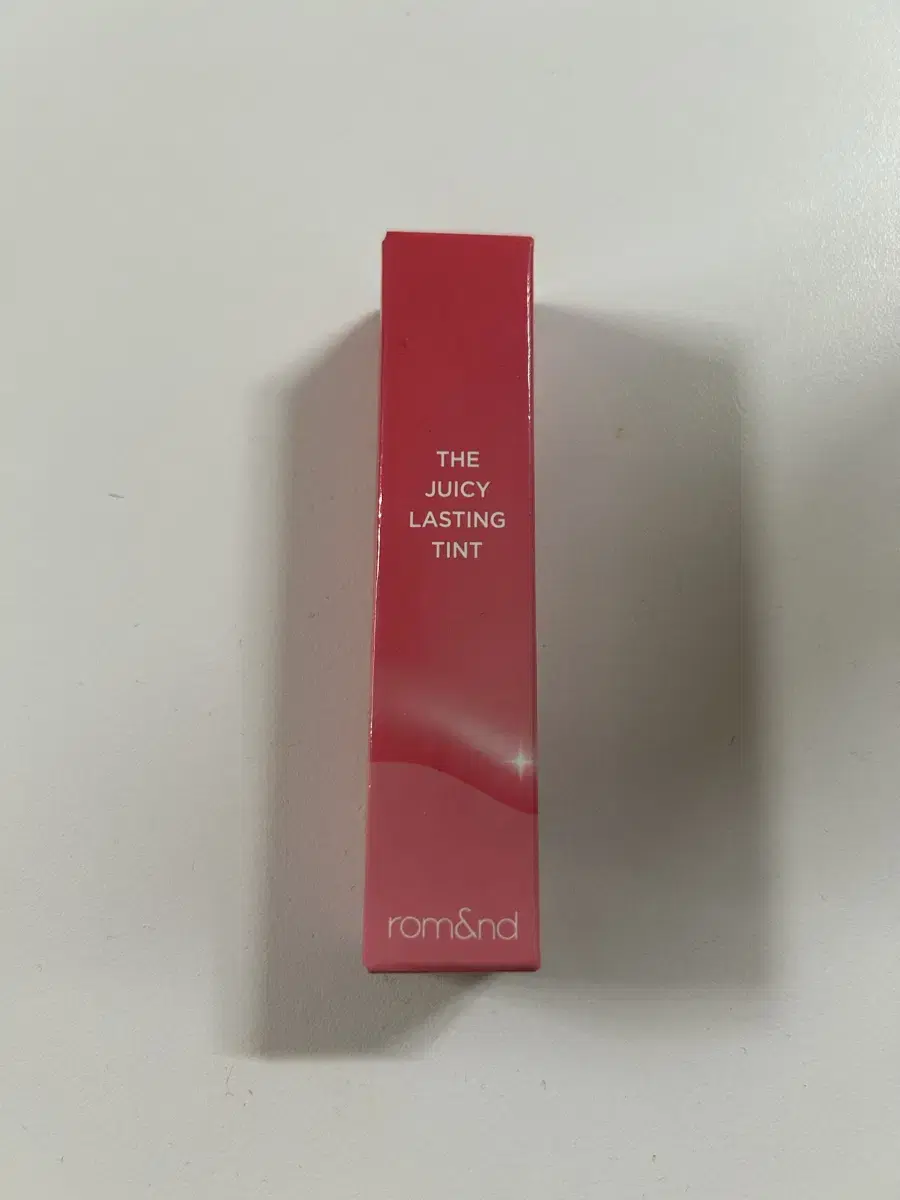 THE
JUICY
LASTING
TINT
rom&nd